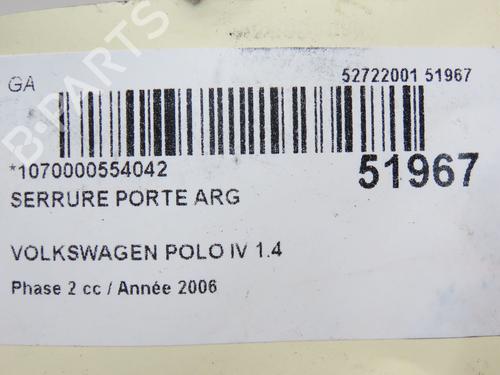 B-PARTS
GA
52722001 51967
*1070000554042
51967
SERRURE PORTE ARG
VOLKSWAGEN POLO IV 1.4
Phase 2 cc / Année 2006